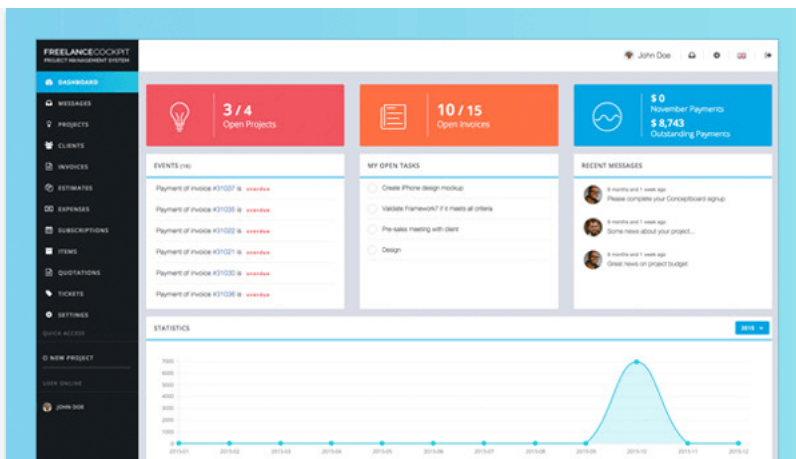 FREELANCECOCKPIT
PROJECT MANAGEMENT SYSTEM
John Doe
DASHBOARD
MESSAGES
PROJECTS
CLIENTS
INVOICES
ESTIMATES
EXPENSES
SUBSCRIPTIONS
ITEMS
QUOTATIONS
TICKETS
SETTINGS
QUICK ACCESS
NEW PROJECT
USER ONLINE
JOHN DOE
3 / 4
Open Projects
10 / 15
Open Invoices
$ 0
November Payments
$ 8,743
Outstanding Payments
EVENTS (16)
Payment of invoice #31037 is overdue
Payment of invoice #31035 is overdue
Payment of invoice #31022 is overdue
Payment of invoice #31021 is overdue
Payment of invoice #31030 is overdue
Payment of invoice #31036 is overdue
MY OPEN TASKS
Create iPhone design mockup
Validate Framework? if it meets all criteria
Pre-sales meeting with client
Design
RECENT MESSAGES
8 months and 1 week ago
Please complete your Conceptboard signup
8 months and 1 week ago
Some news about your project...
8 months and 1 week ago
Great news on project budget
STATISTICS
2015
7000
6000
5000
4000
3000
2000
1000
0
2015-01 2015-02 2015-03 2015-04 2015-05 2015-06 2015-07 2015-08 2015-09 2015-10 2015-11 2015-12